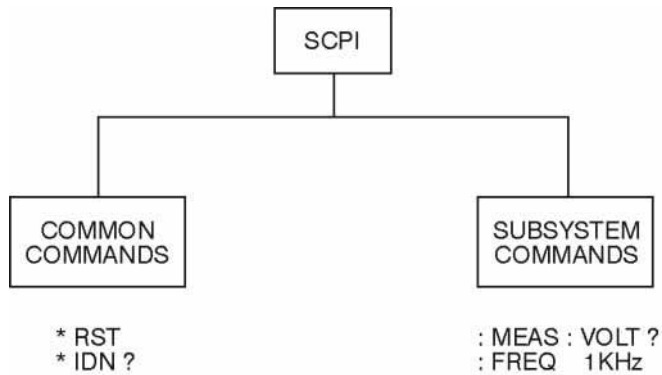 SCPI
COMMON
COMMANDS
SUBSYSTEM
COMMANDS
* RST
* IDN ?
: MEAS : VOLT ?
: FREQ 1KHz